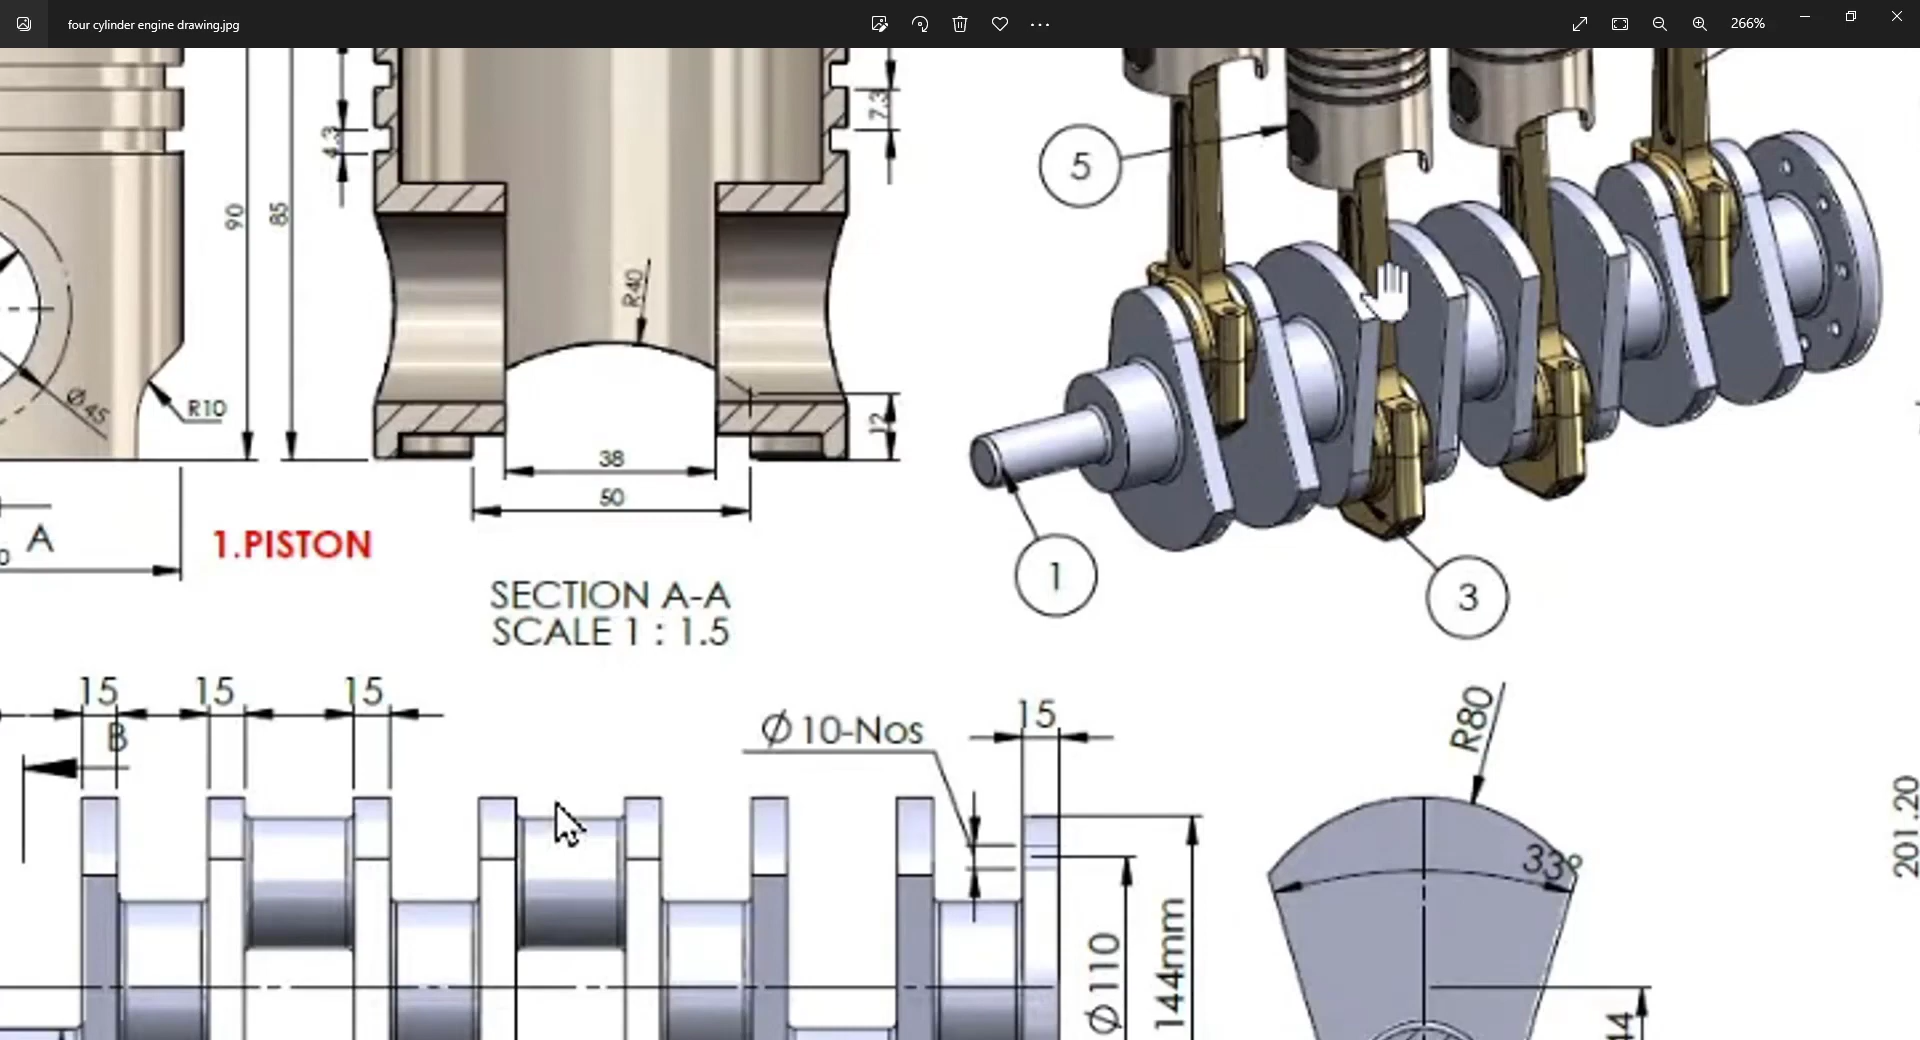 four cylinder engine drawing.jpg
266%
4.3
7.3
90
85
R40
5
Ø45
R10
12
38
50
A
1.PISTON
1
3
SECTION A-A
SCALE 1 : 1.5
15
15
15
B
Ø 10-Nos
15
R80
33°
201.20
Ø 110
144mm